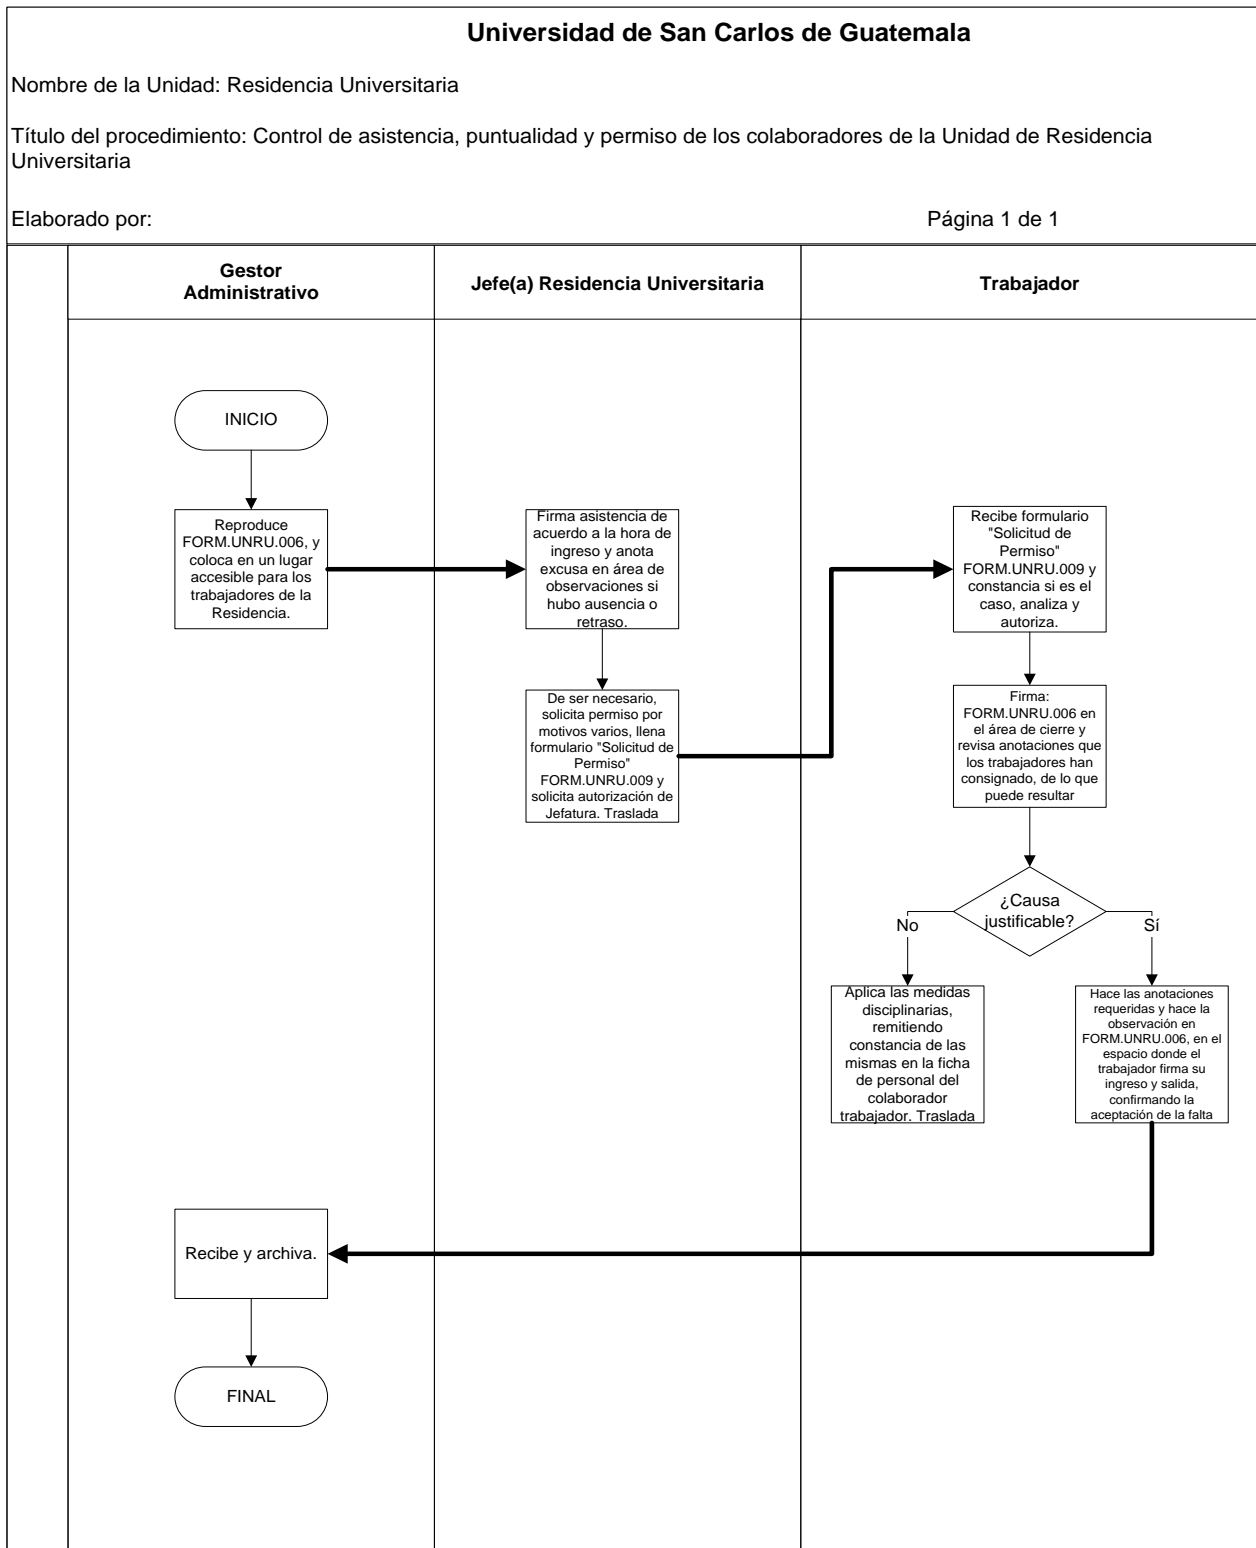 Universidad de San Carlos de Guatemala
Nombre de la Unidad: Residencia Universitaria
Título del procedimiento: Control de asistencia, puntualidad y permiso de los colaboradores de la Unidad de Residencia
Universitaria
Elaborado por:
Página 1 de 1
Gestor
Administrativo
Jefe(a) Residencia Universitaria
Trabajador
INICIO
Reproduce
FORM.UNRU.006, y
coloca en un lugar
accesible para los
trabajadores de la
Residencia.
Firma asistencia de
acuerdo a la hora de
ingreso y anota
excusa en área de
observaciones si
hubo ausencia o
retraso.
Recibe formulario
"Solicitud de
Permiso"
FORM.UNRU.009 y
constancia si es el
caso, analiza y
autoriza.
De ser necesario,
solicita permiso por
motivos varios, llena
formulario "Solicitud de
Permiso"
FORM.UNRU.009 y
solicita autorización de
Jefatura. Traslada
Firma:
FORM.UNRU.006 en
el área de cierre y
revisa anotaciones que
los trabajadores han
consignado, de lo que
puede resultar
¿Causa
justificable?
No
Sí
Aplica las medidas
disciplinarias,
remitiendo
constancia de las
mismas en la ficha
de personal del
colaborador
trabajador. Traslada
Hace las anotaciones
requeridas y hace la
observación en
FORM.UNRU.006, en el
espacio donde el
trabajador firma su
ingreso y salida,
confirmando la
aceptación de la falta
Recibe y archiva.
FINAL